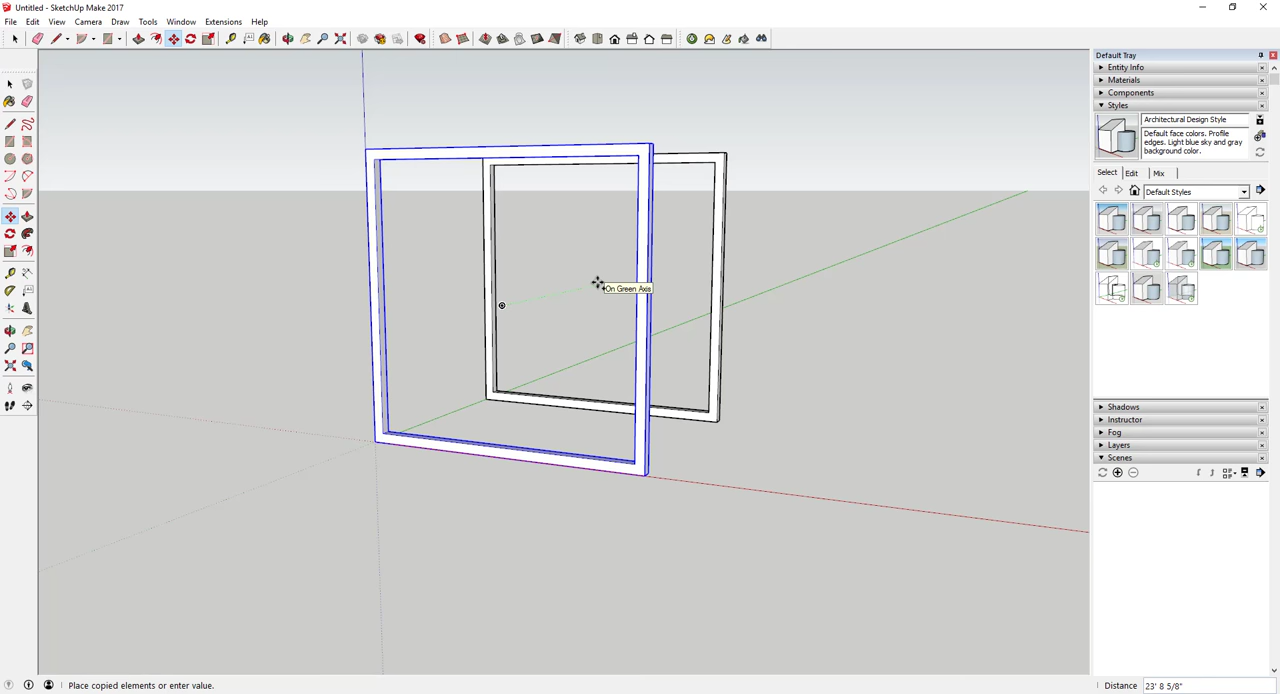 Untitled - SketchUp Make 2017
File Edit View Camera Draw Tools Window Extensions Help
Default Tray
Entity Info
Materials
Components
Styles
Architectural Design Style
Default face colors. Profile
edges. Light blue sky and gray
background color.
Select Edit Mix
Default Styles
On Green Axis
Shadows
Instructor
Fog
Layers
Scenes
Place copied elements or enter value.
Distance 23' 8 5/8"